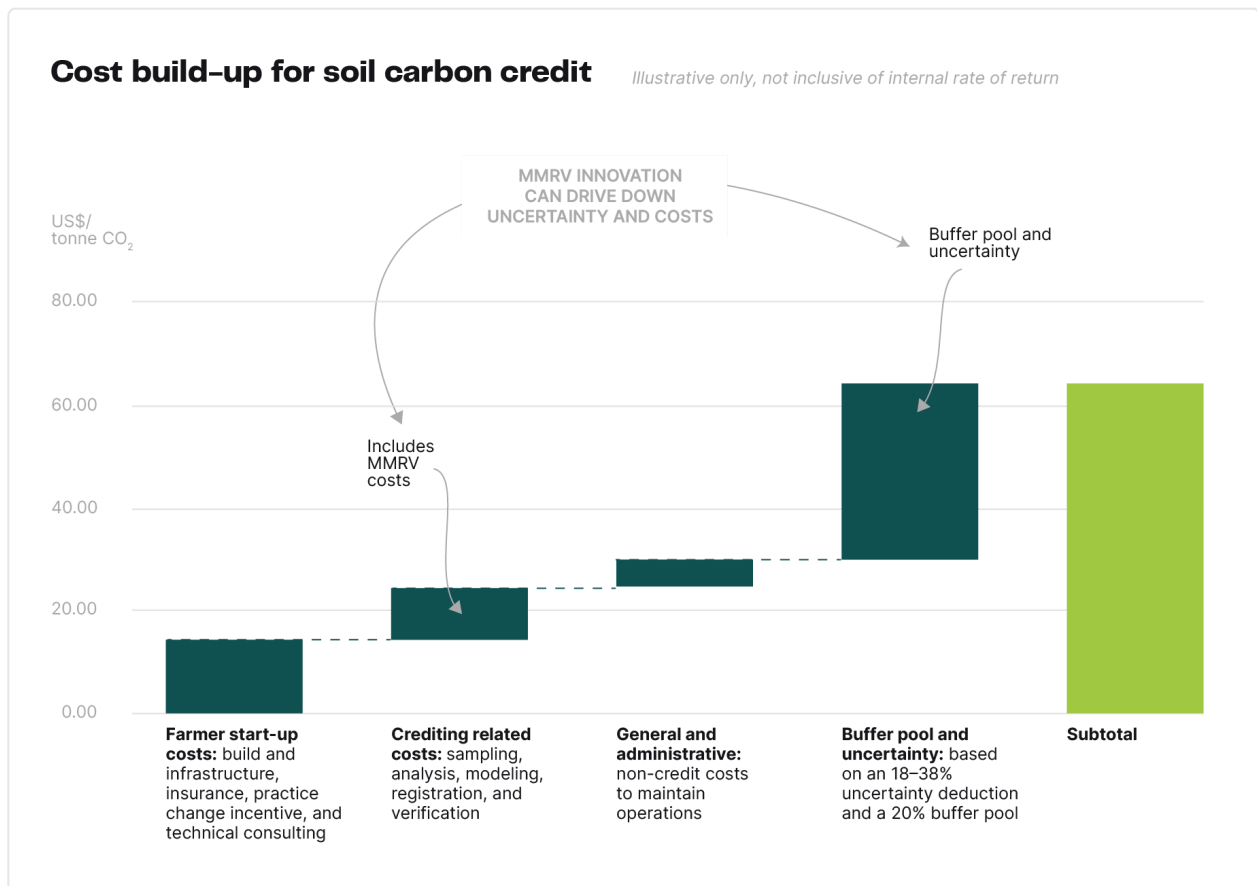 Cost build-up for soil carbon credit
Illustrative only, not inclusive of internal rate of return
MMRV INNOVATION
CAN DRIVE DOWN
UNCERTAINTY AND COSTS
US$/
tonne CO₂
Buffer pool and
uncertainty
80.00
60.00
Includes
MMRV
costs
40.00
20.00
0.00
Farmer start-up
costs: build and
infrastructure,
insurance, practice
change incentive, and
technical consulting
Crediting related
costs: sampling,
analysis, modeling,
registration, and
verification
General and
administrative:
non-credit costs
to maintain
operations
Buffer pool and
uncertainty: based
on an 18–38%
uncertainty deduction
and a 20% buffer pool
Subtotal